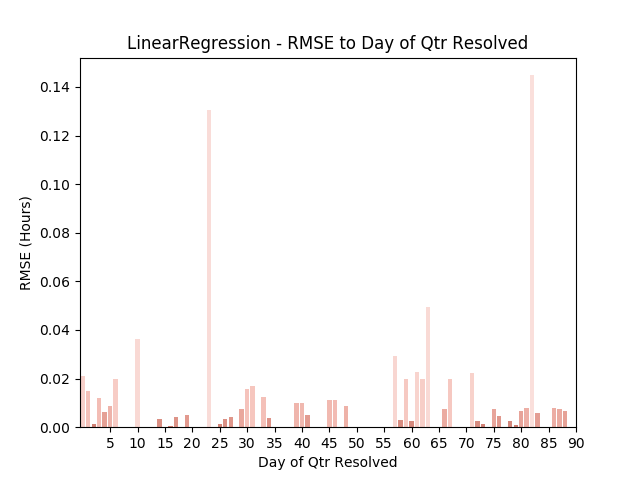 LinearRegression - RMSE to Day of Qtr Resolved
0.14
0.12
0.10
0.08
0.06
0.04
0.02
0.00
RMSE (Hours)
5 10 15 20 25 30 35 40 45 50 55 60 65 70 75 80 85 90
Day of Qtr Resolved